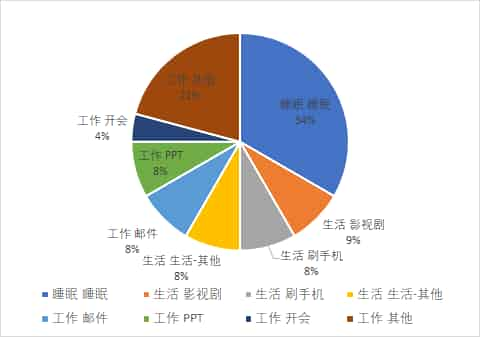 工作 其他
21%
睡眠 睡眠
34%
工作 开会
4%
工作 PPT
8%
生活 影视剧
9%
工作 邮件
8%
生活 生活-其他
8%
生活 刷手机
8%
睡眠 睡眠
生活 影视剧
生活 刷手机
生活 生活-其他
工作 邮件
工作 PPT
工作 开会
工作 其他